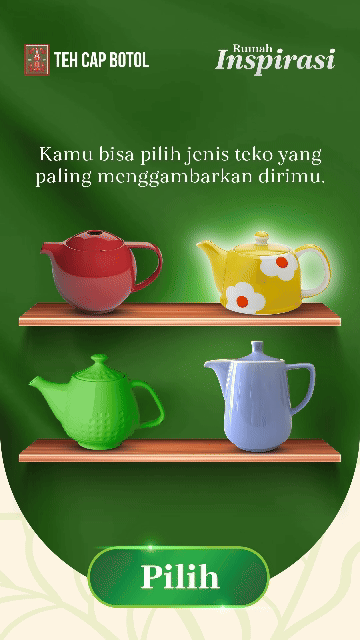 TEH CAP BOTOL
Rumah
Inspirasi
Kamu bisa pilih jenis teko yang
paling menggambarkan dirimu.
Pilih